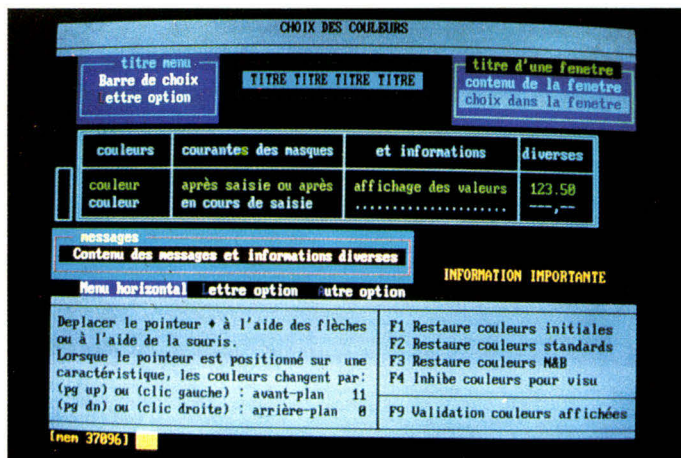 CHOIX DES COULEURS
titre menu
Barre de choix
Lettre option
TITRE TITRE TITRE TITRE
titre d'une fenetre
contenu de la fenetre
choix dans la fenetre
couleurs courantes des masques et informations diverses
couleur après saisie ou après affichage des valeurs 123.50
couleur en cours de saisie ..................... ---,--
messages
Contenu des messages et informations diverses
INFORMATION IMPORTANTE
Menu horizontal Lettre option Autre option
Deplacer le pointeur ♦ à l'aide des flèches
ou à l'aide de la souris.
Lorsque le pointeur est positionné sur une
caractéristique, les couleurs changent par:
(pg up) ou (clic gauche) : avant-plan 11
(pg dn) ou (clic droite) : arrière-plan 0
F1 Restaure couleurs initiales
F2 Restaure couleurs standards
F3 Restaure couleurs N&B
F4 Inhibe couleurs pour visu
F9 Validation couleurs affichées
[mem 37096]